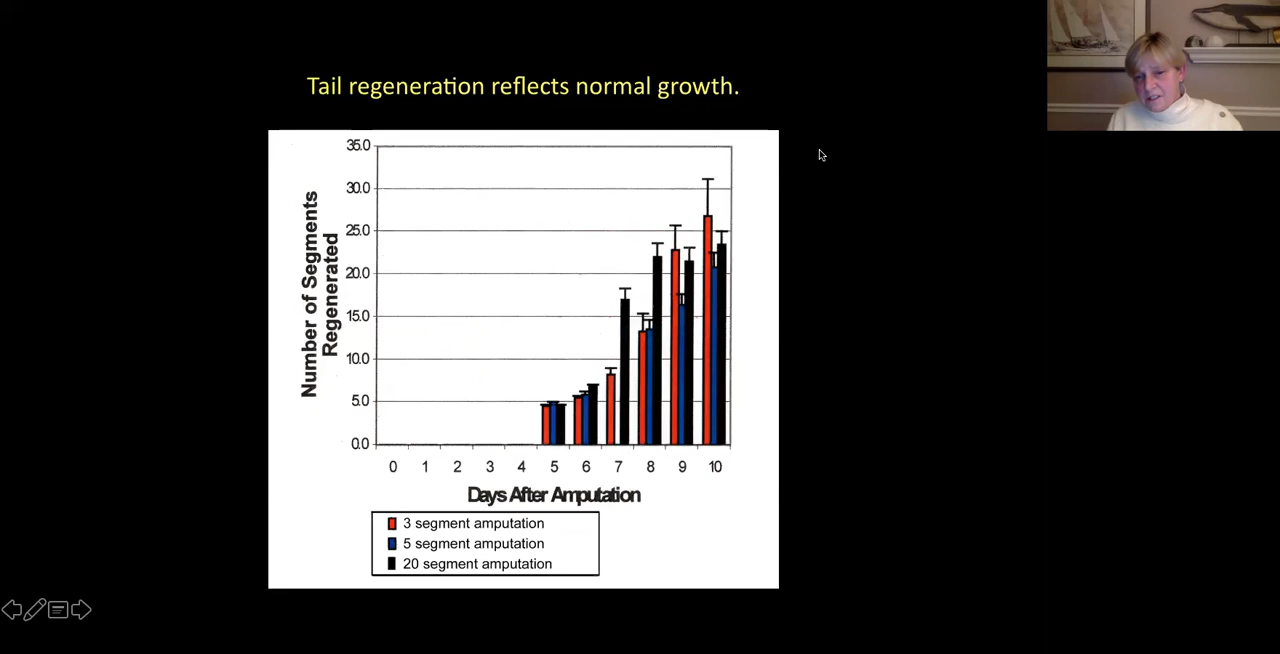 Tail regeneration reflects normal growth.
Number of Segments
Regenerated
35.0
30.0
25.0
20.0
15.0
10.0
5.0
0.0
0 1 2 3 4 5 6 7 8 9 10
Days After Amputation
3 segment amputation
5 segment amputation
20 segment amputation